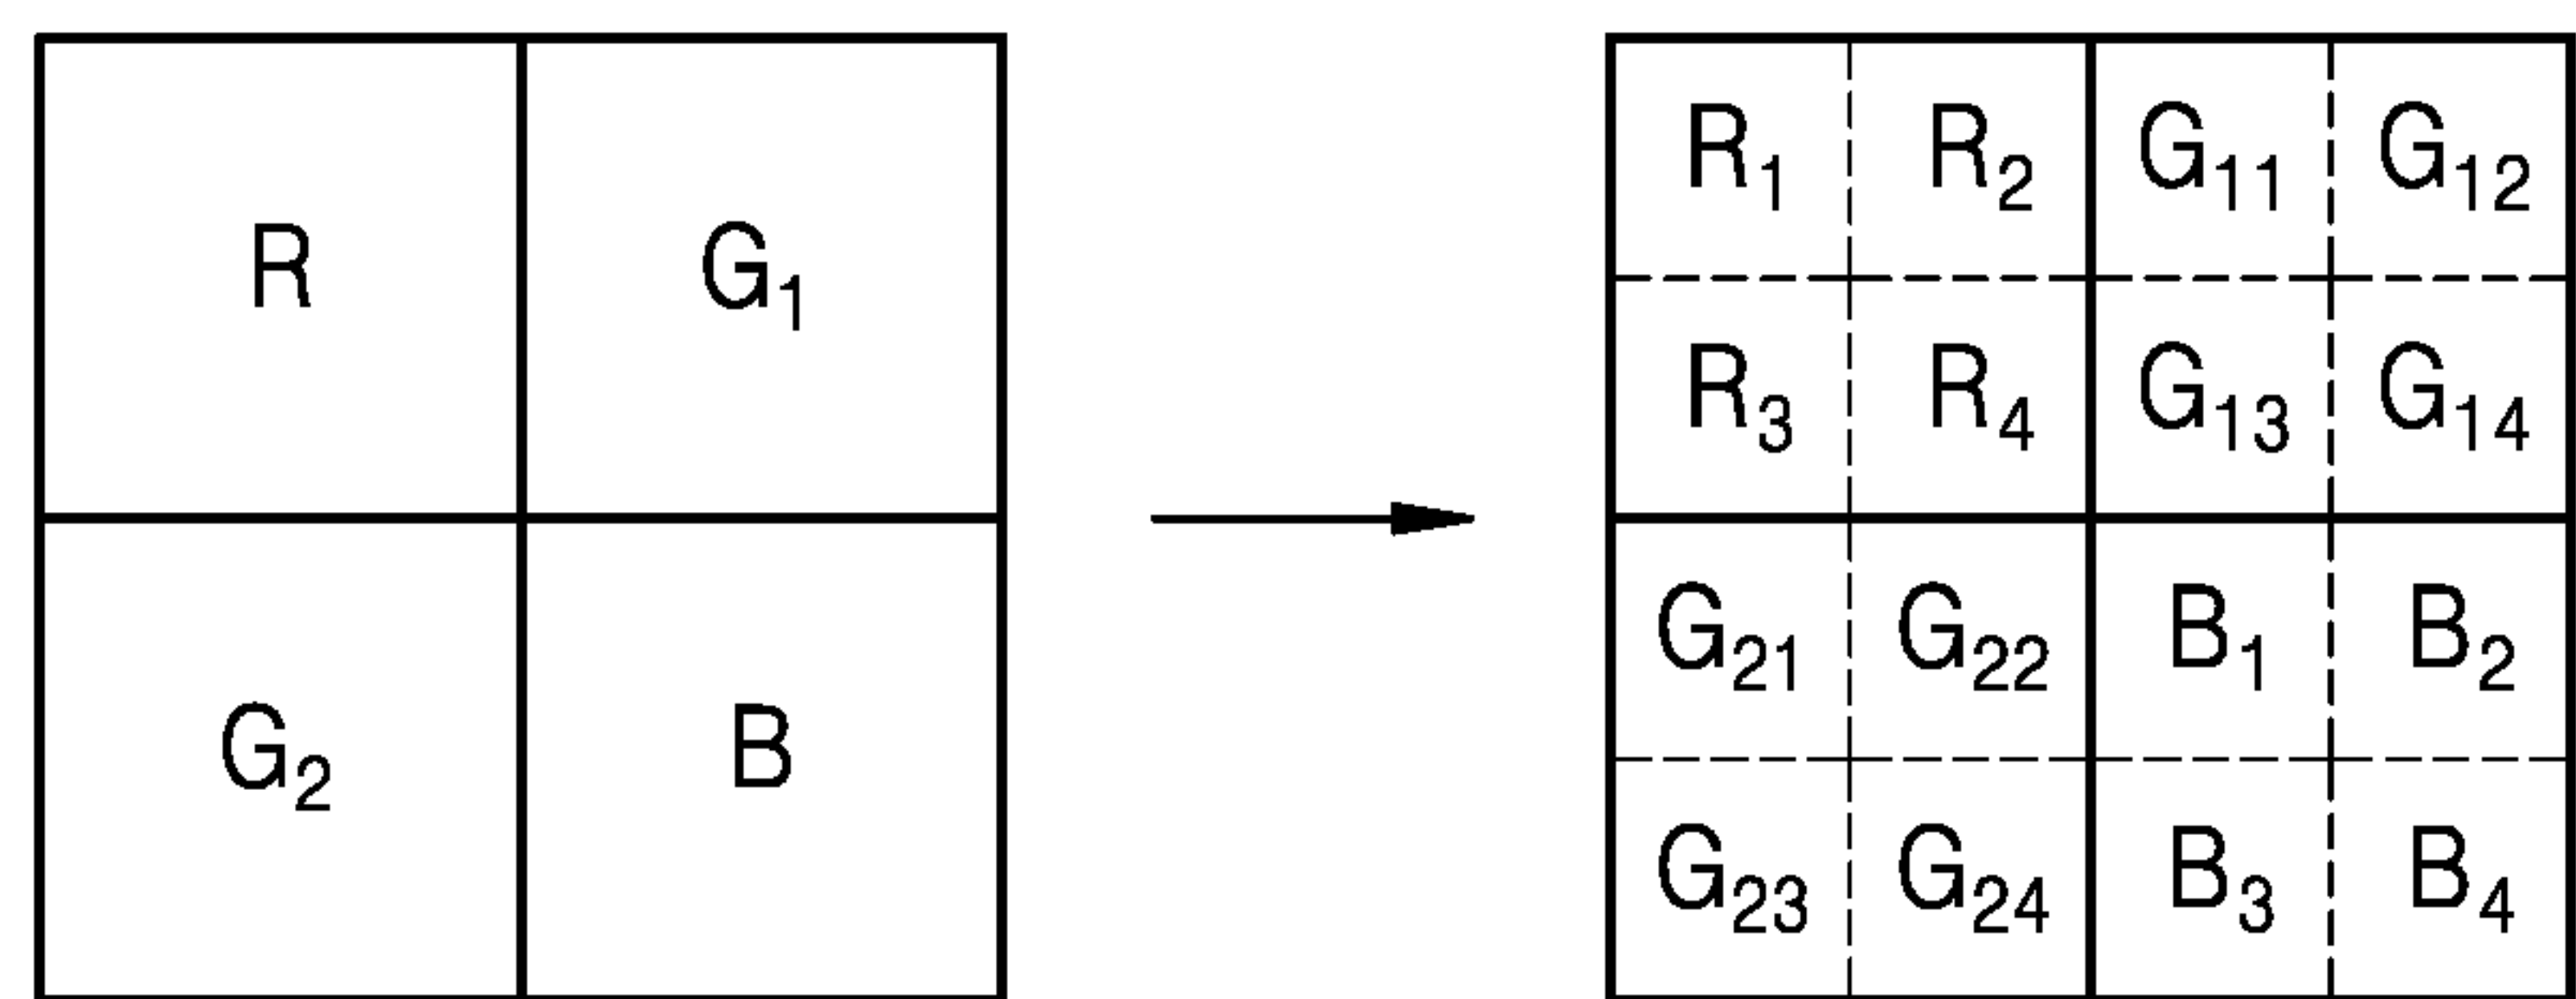 R₁ R₂ G₁₁ G₁₂
R G₁
R₃ R₄ G₁₃ G₁₄
G₂₁ G₂₂ B₁ B₂
G₂ B
G₂₃ G₂₄ B₃ B₄